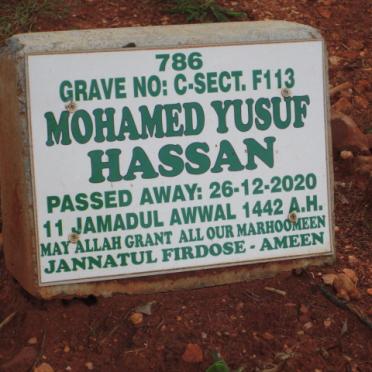 786
GRAVE NO: C-SECT. F113
MOHAMED YUSUF
HASSAN
PASSED AWAY: 26-12-2020
11 JAMADUL AWWAL 1442 A.H.
MAY ALLAH GRANT ALL OUR MARHOOMEEN
JANNATUL FIRDOSE - AMEEN